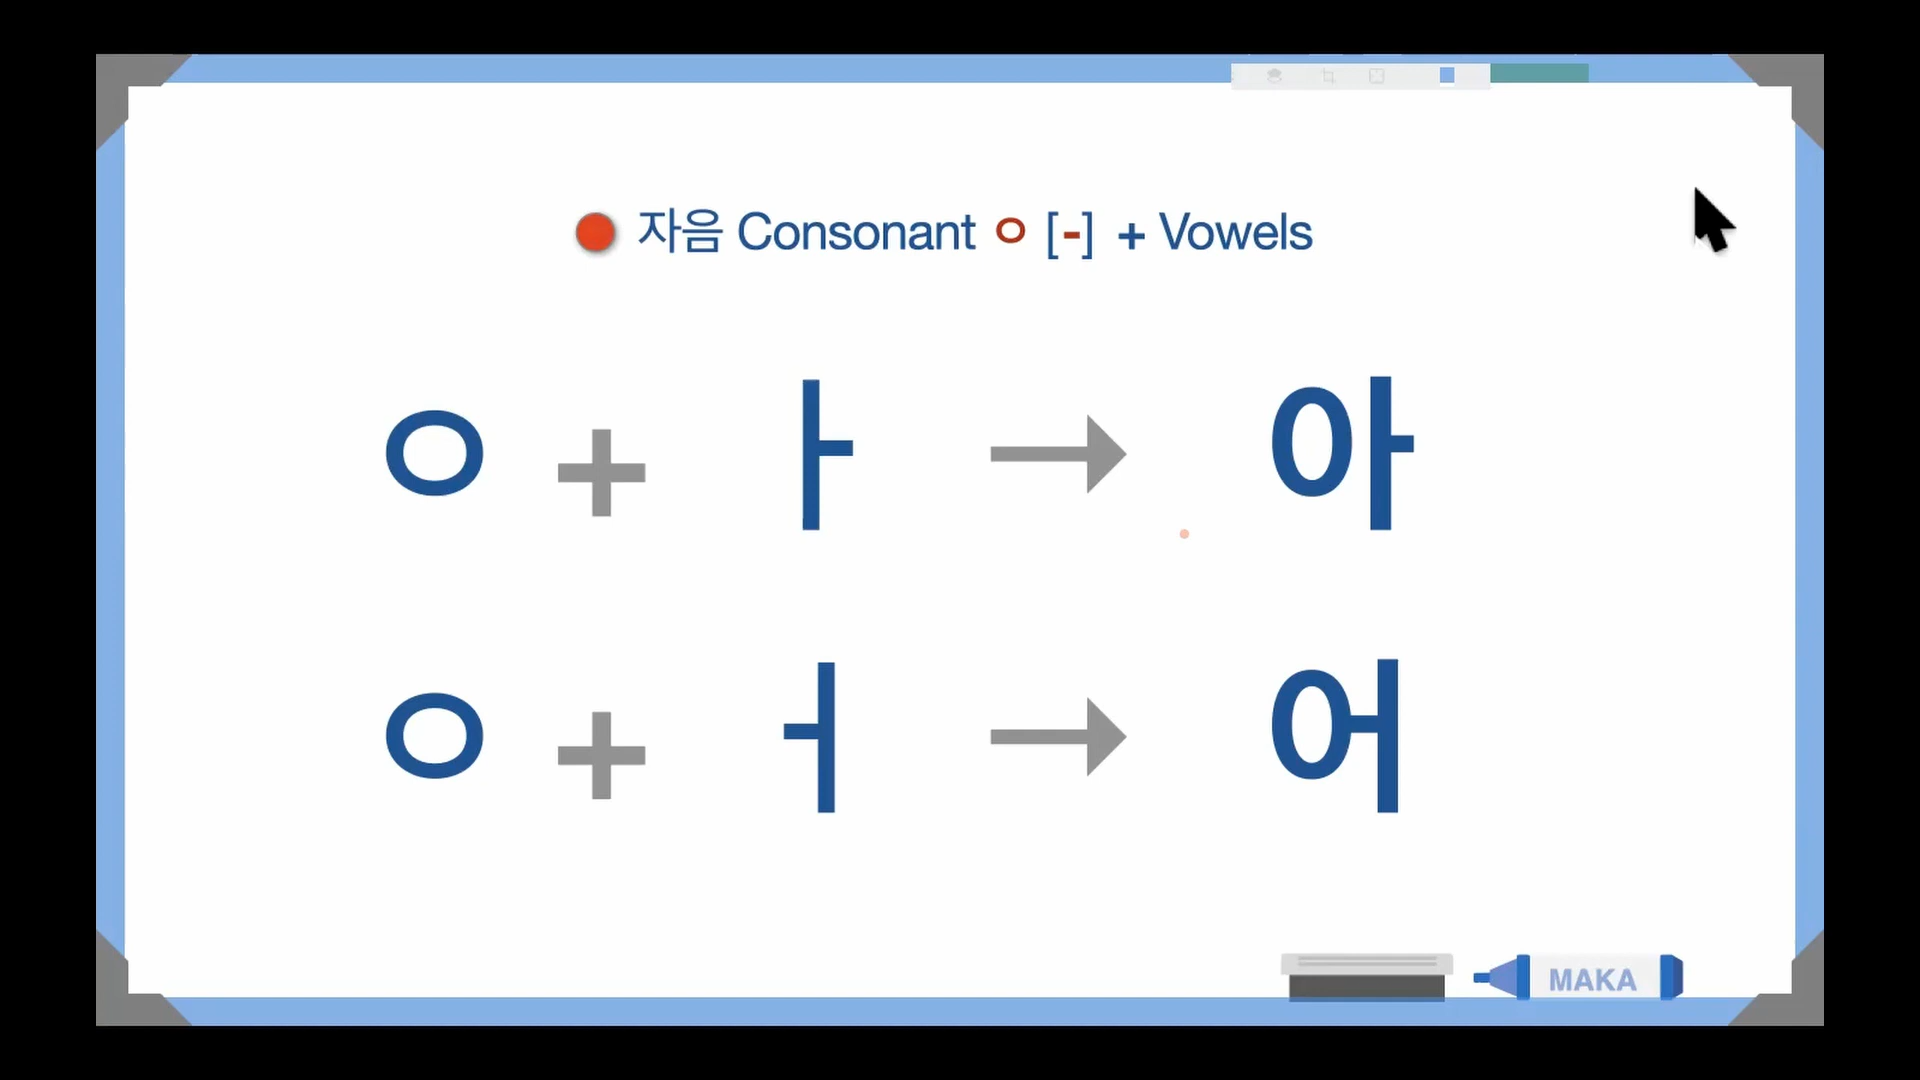 자음 Consonant ㅇ [-] + Vowels
ㅇ + ㅏ → 아
ㅇ + ㅓ → 어
MAKA